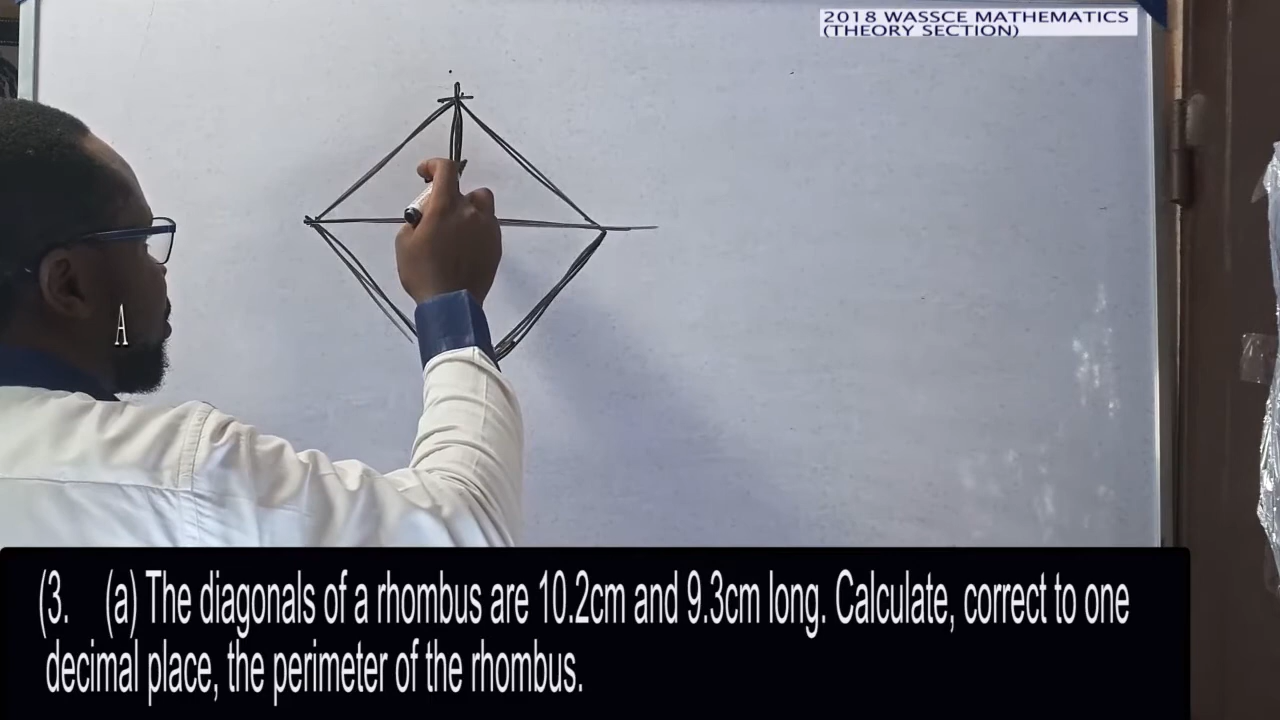 2018 WASSCE MATHEMATICS
(THEORY SECTION)
A
(3. (a) The diagonals of a rhombus are 10.2cm and 9.3cm long. Calculate, correct to one
decimal place, the perimeter of the rhombus.